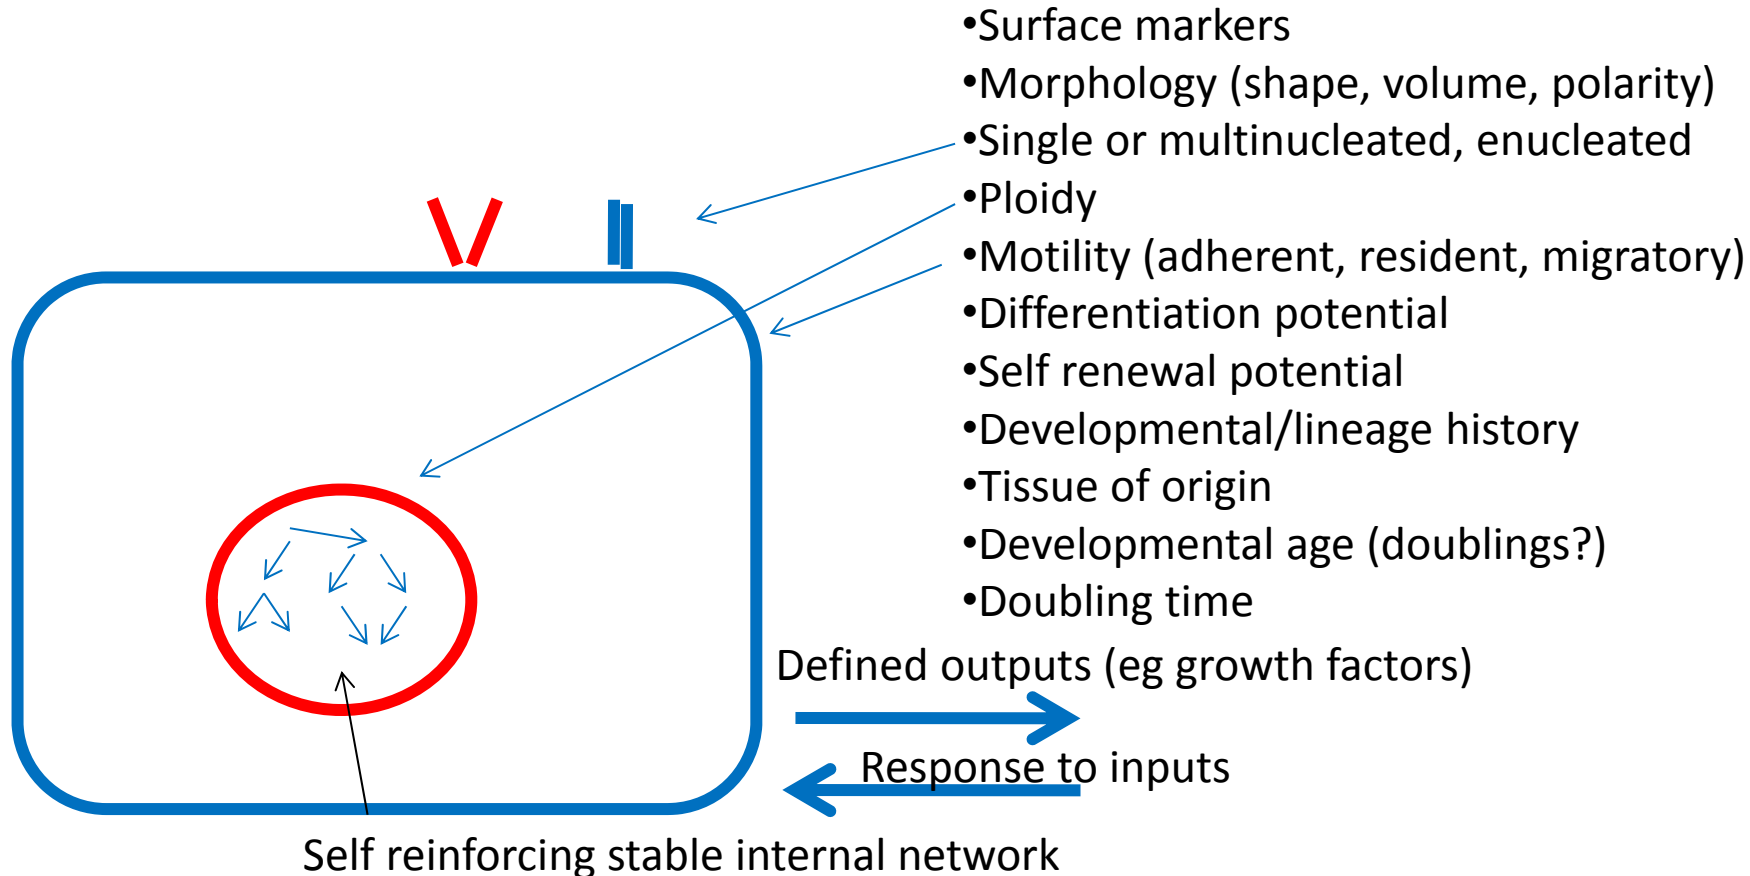 •Surface markers
•Morphology (shape, volume, polarity)
•Single or multinucleated, enucleated
•Ploidy
•Motility (adherent, resident, migratory)
•Differentiation potential
•Self renewal potential
•Developmental/lineage history
•Tissue of origin
•Developmental age (doublings?)
•Doubling time
Defined outputs (eg growth factors)
Response to inputs
Self reinforcing stable internal network